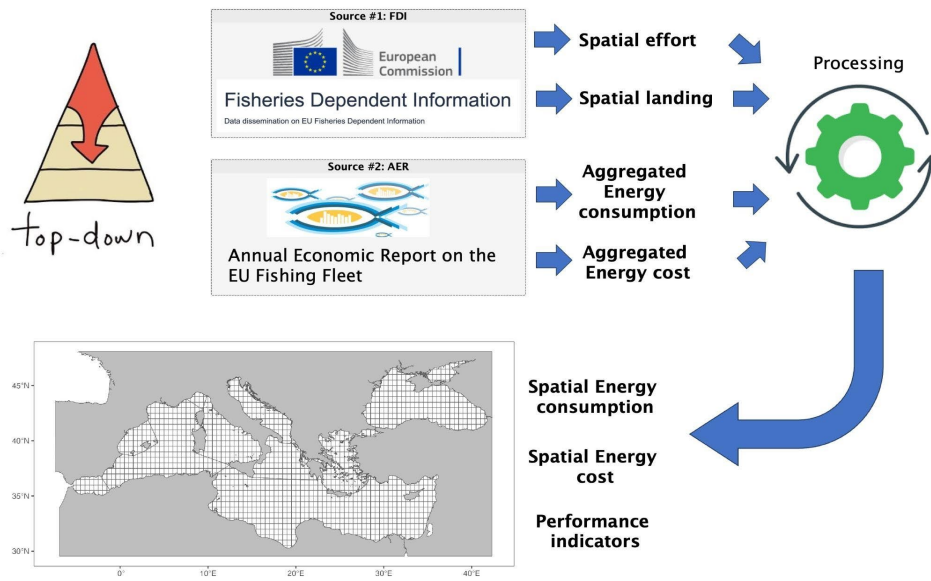 Source #1: FDI
European
Commission
Fisheries Dependent Information
Data dissemination on EU Fisheries Dependent Information
Spatial effort
Spatial landing
Processing
top-down
Source #2: AER
Annual Economic Report on the
EU Fishing Fleet
Aggregated
Energy
consumption
Aggregated
Energy cost
45°N
40°N
35°N
30°N
0°
10°E
20°E
30°E
40°E
Spatial Energy
consumption
Spatial Energy
cost
Performance
indicators